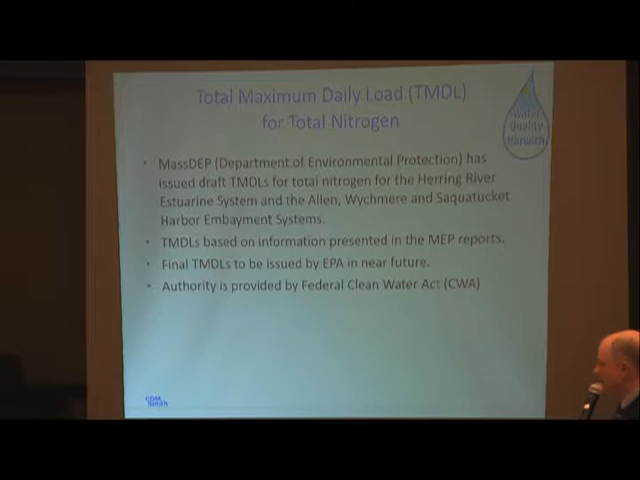 Total Maximum Daily Load (TMDL)
for Total Nitrogen
Water
Quality
Harwich
• MassDEP (Department of Environmental Protection) has
issued draft TMDLs for total nitrogen for the Herring River
Estuarine System and the Allen, Wychmere and Saquatucket
Harbor Embayment Systems.
• TMDLs based on information presented in the MEP reports.
• Final TMDLs to be issued by EPA in near future.
• Authority is provided by Federal Clean Water Act (CWA)
CDM
Smith